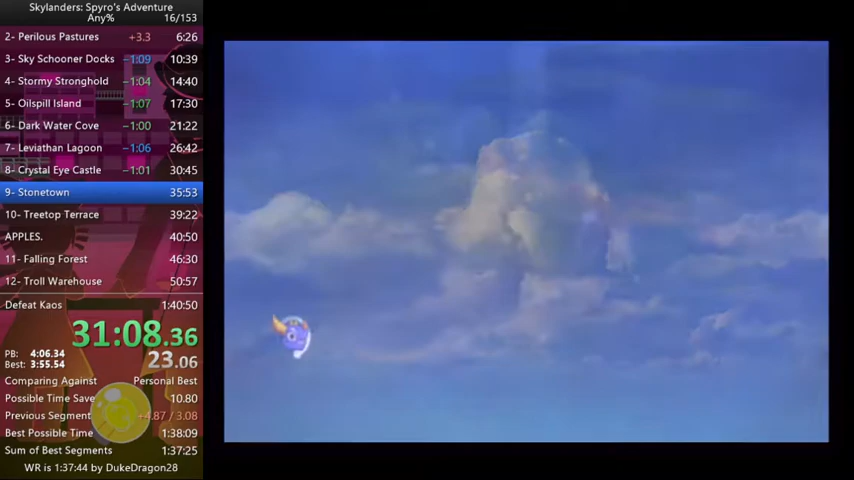 Skylanders: Spyro's Adventure
Any% 16/153
2- Perilous Pastures +3.3 6:26
3- Sky Schooner Docks −1:09 10:39
4- Stormy Stronghold −1:04 14:40
5- Oilspill Island −1:07 17:30
6- Dark Water Cove −1:00 21:22
7- Leviathan Lagoon −1:06 26:42
8- Crystal Eye Castle −1:01 30:45
9- Stonetown 35:53
10- Treetop Terrace 39:22
APPLES. 40:50
11- Falling Forest 46:30
12- Troll Warehouse 50:57
Defeat Kaos 1:40:50
31:08.36
PB: 4:06.34 23.06
Best: 3:55.54
Comparing Against Personal Best
Possible Time Save 10.80
Previous Segment +4.87 / 3.08
Best Possible Time 1:38:09
Sum of Best Segments 1:37:25
WR is 1:37:44 by DukeDragon28